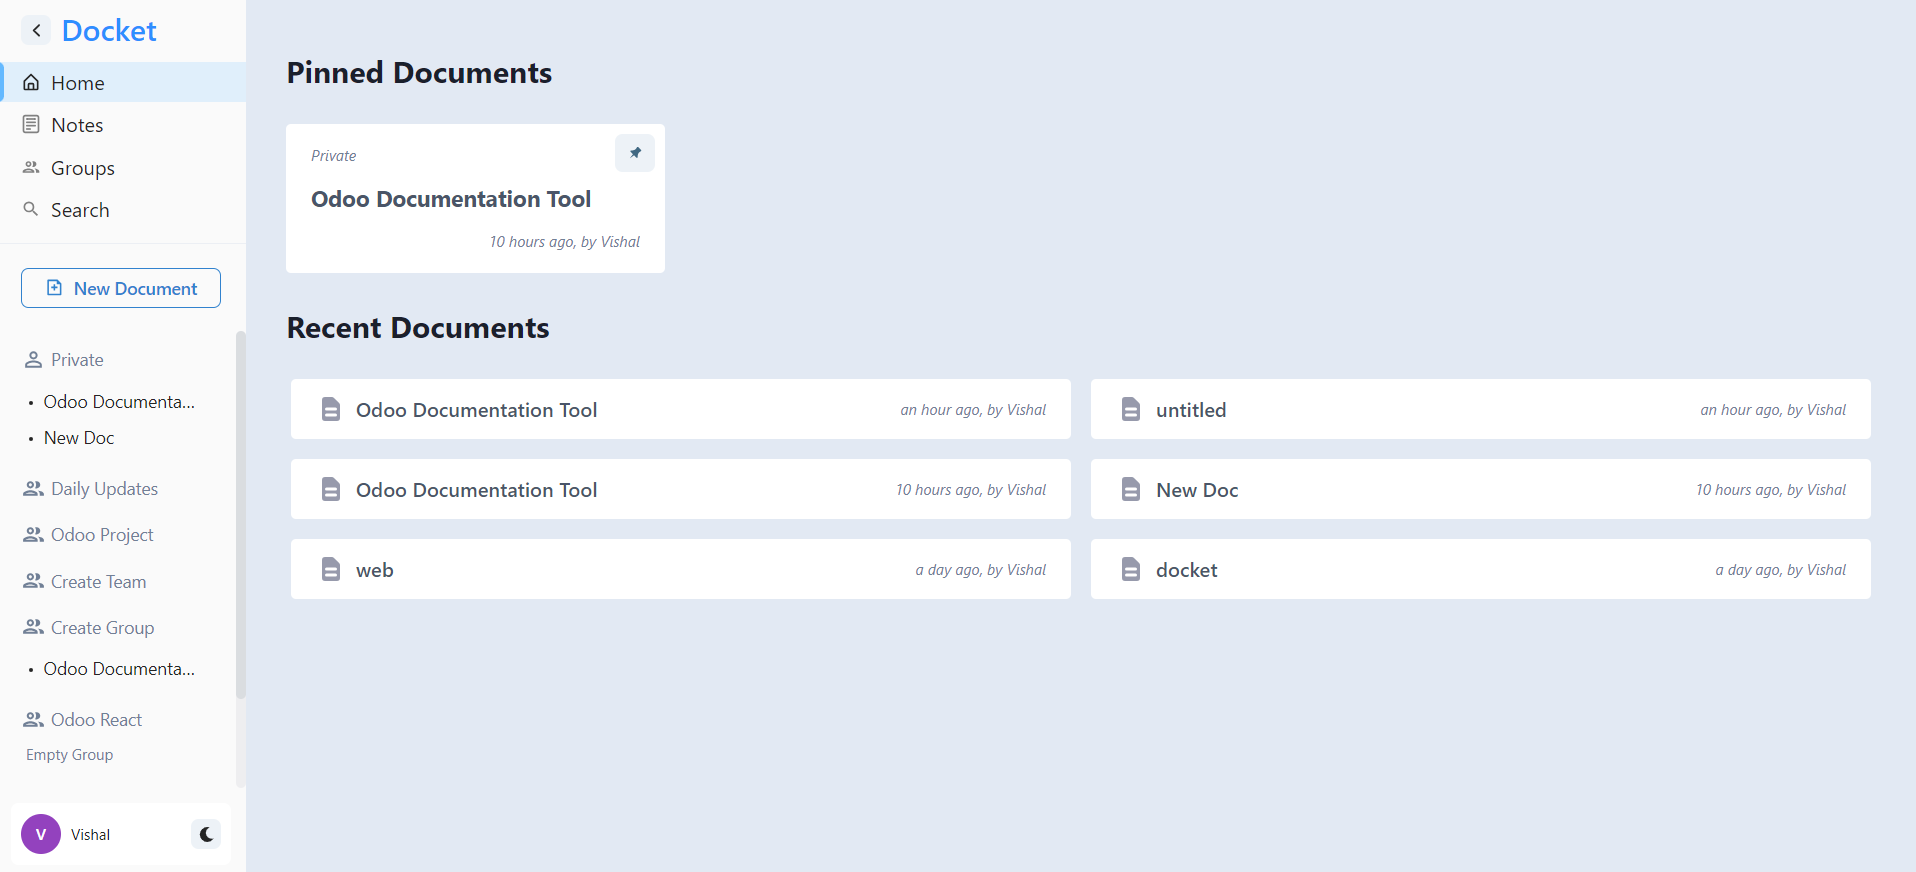 Docket
Home
Notes
Groups
Search
New Document
Private
Odoo Documenta...
New Doc
Daily Updates
Odoo Project
Create Team
Create Group
Odoo Documenta...
Odoo React
Empty Group
V
Vishal
Pinned Documents
Private
Odoo Documentation Tool
10 hours ago, by Vishal
Recent Documents
Odoo Documentation Tool
an hour ago, by Vishal
untitled
an hour ago, by Vishal
Odoo Documentation Tool
10 hours ago, by Vishal
New Doc
10 hours ago, by Vishal
web
a day ago, by Vishal
docket
a day ago, by Vishal